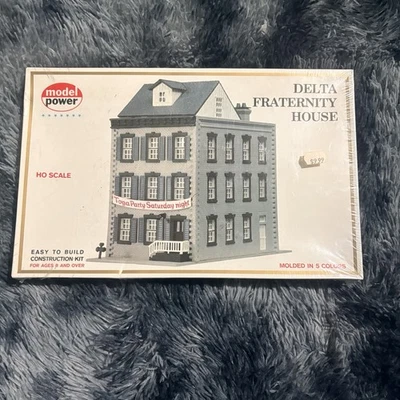 model
power
DELTA
FRATERNITY
HOUSE
HO SCALE
Toga Party Saturday night
EASY TO BUILD
CONSTRUCTION KIT
FOR AGES 8 AND OVER
MOLDED IN 5 COLORS